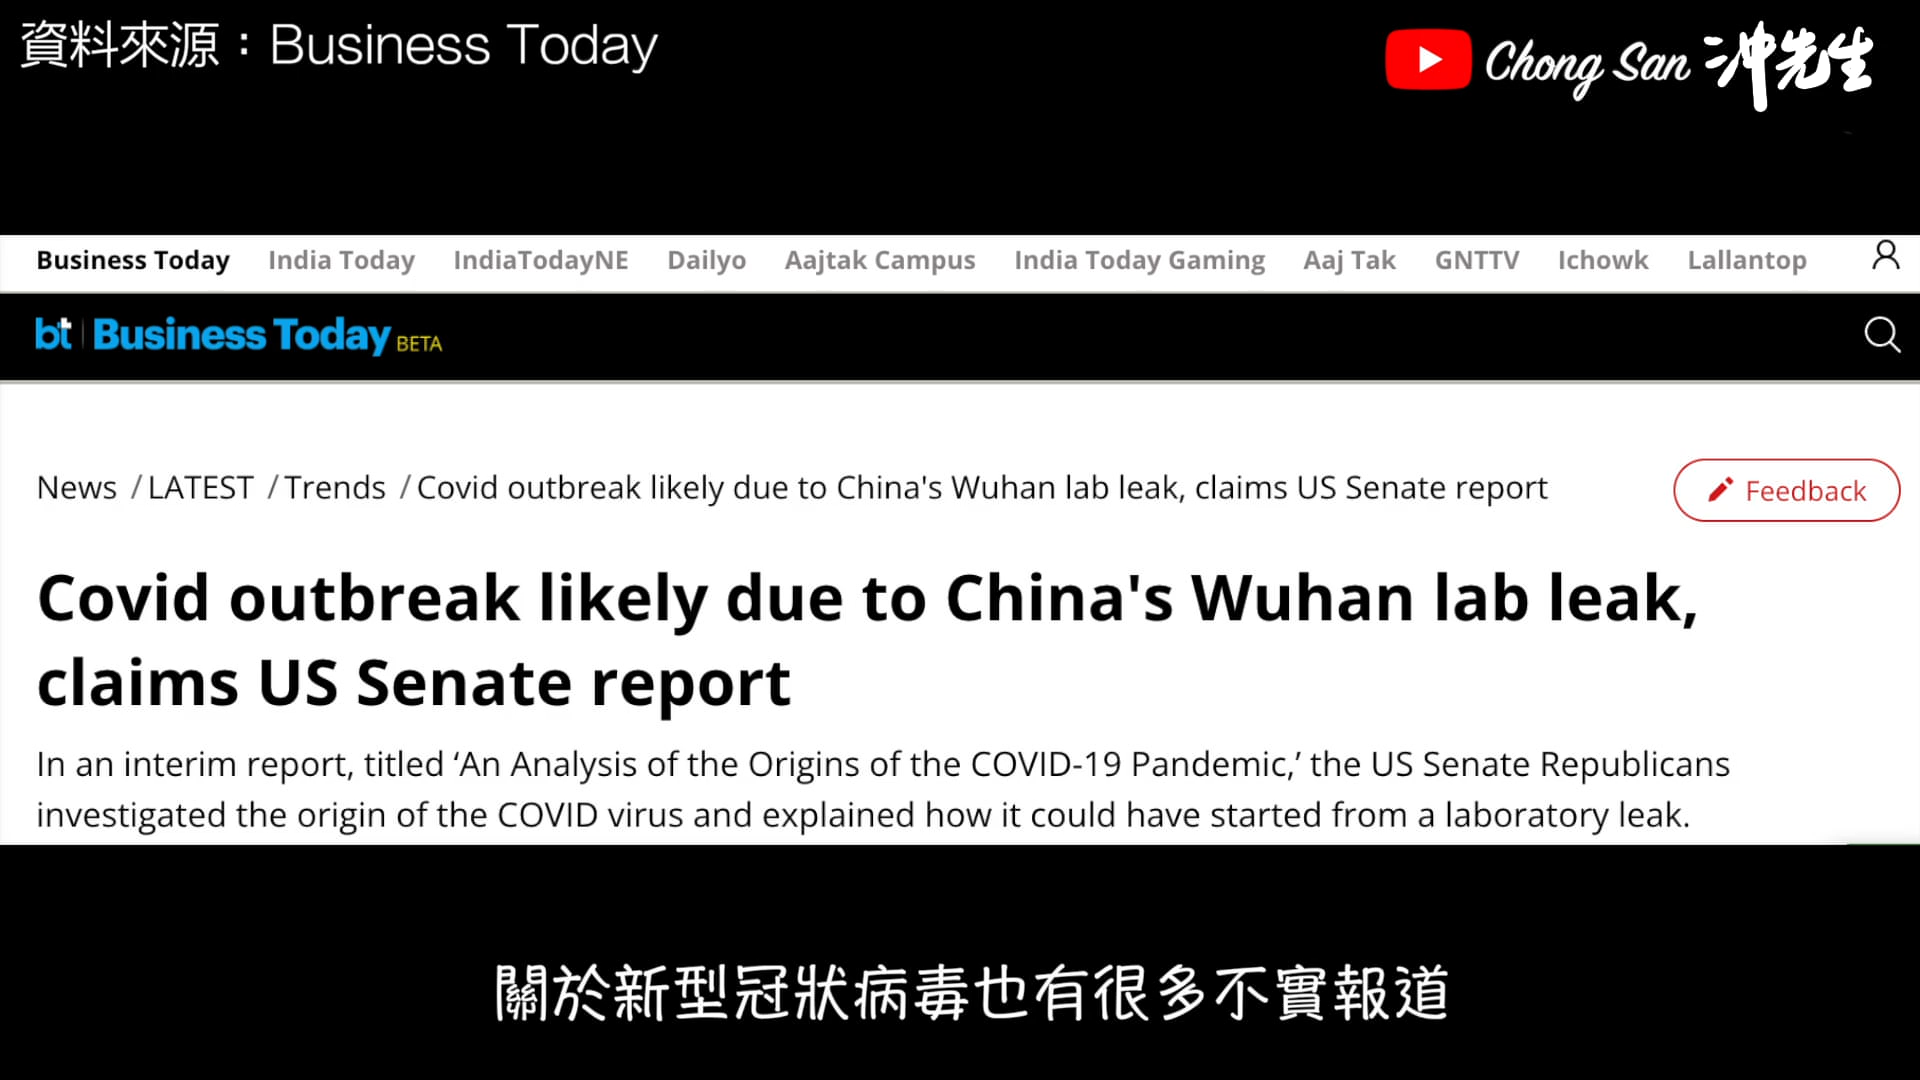 資料來源：Business Today
Chong San 沖先生
Business Today India Today IndiaTodayNE Dailyo Aajtak Campus India Today Gaming Aaj Tak GNTTV Ichowk Lallantop
bt Business Today BETA
News / LATEST / Trends / Covid outbreak likely due to China's Wuhan lab leak, claims US Senate report
Feedback
Covid outbreak likely due to China's Wuhan lab leak,
claims US Senate report
In an interim report, titled ‘An Analysis of the Origins of the COVID-19 Pandemic,’ the US Senate Republicans
investigated the origin of the COVID virus and explained how it could have started from a laboratory leak.
關於新型冠狀病毒也有很多不實報道